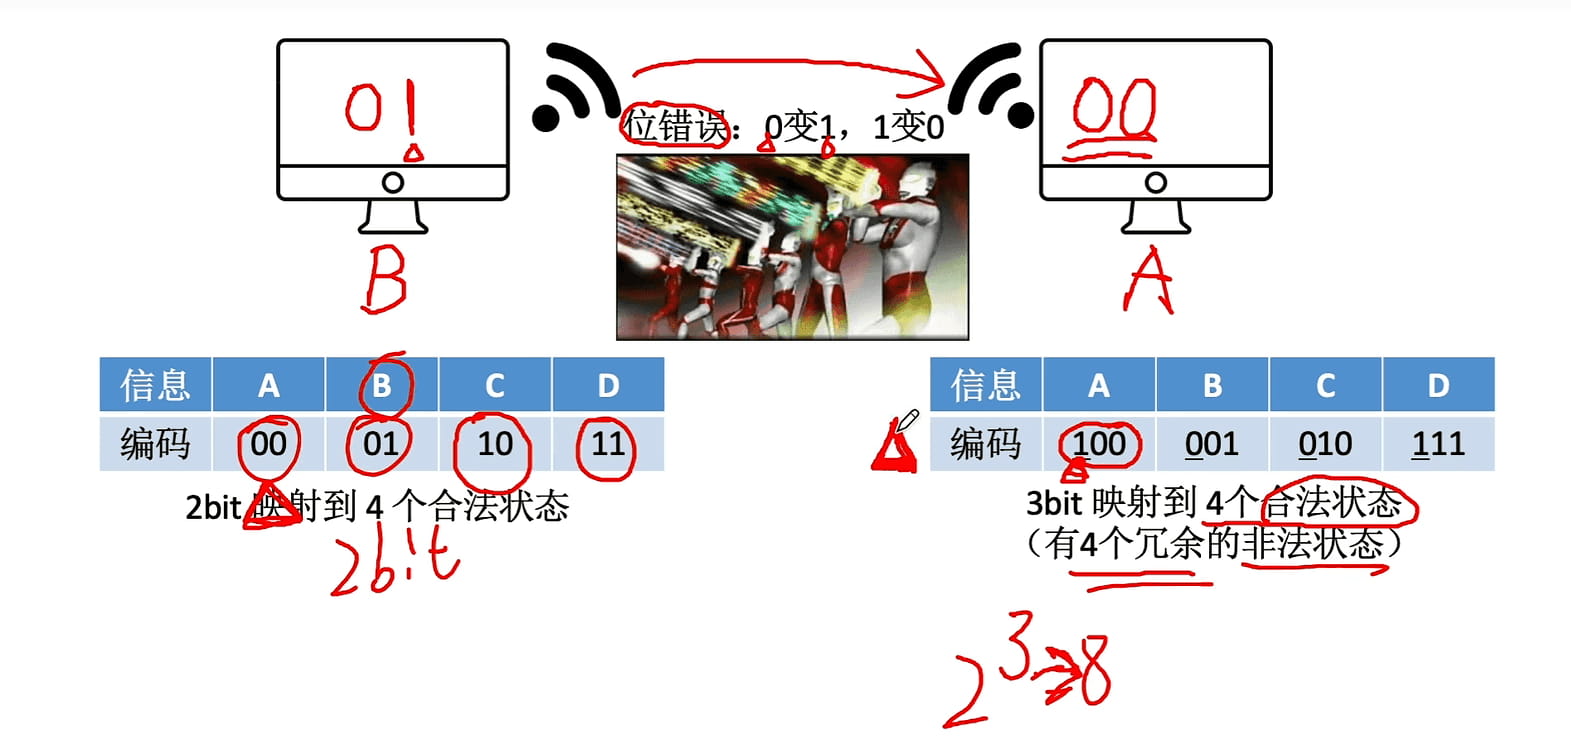 01
00
位错误：0变1，1变0
B
A
信息 A B C D
编码 00 01 10 11
2bit 映射到 4 个合法状态
2bit
信息 A B C D
编码 100 001 010 111
3bit 映射到 4个合法状态
（有4个冗余的非法状态）
2³→8